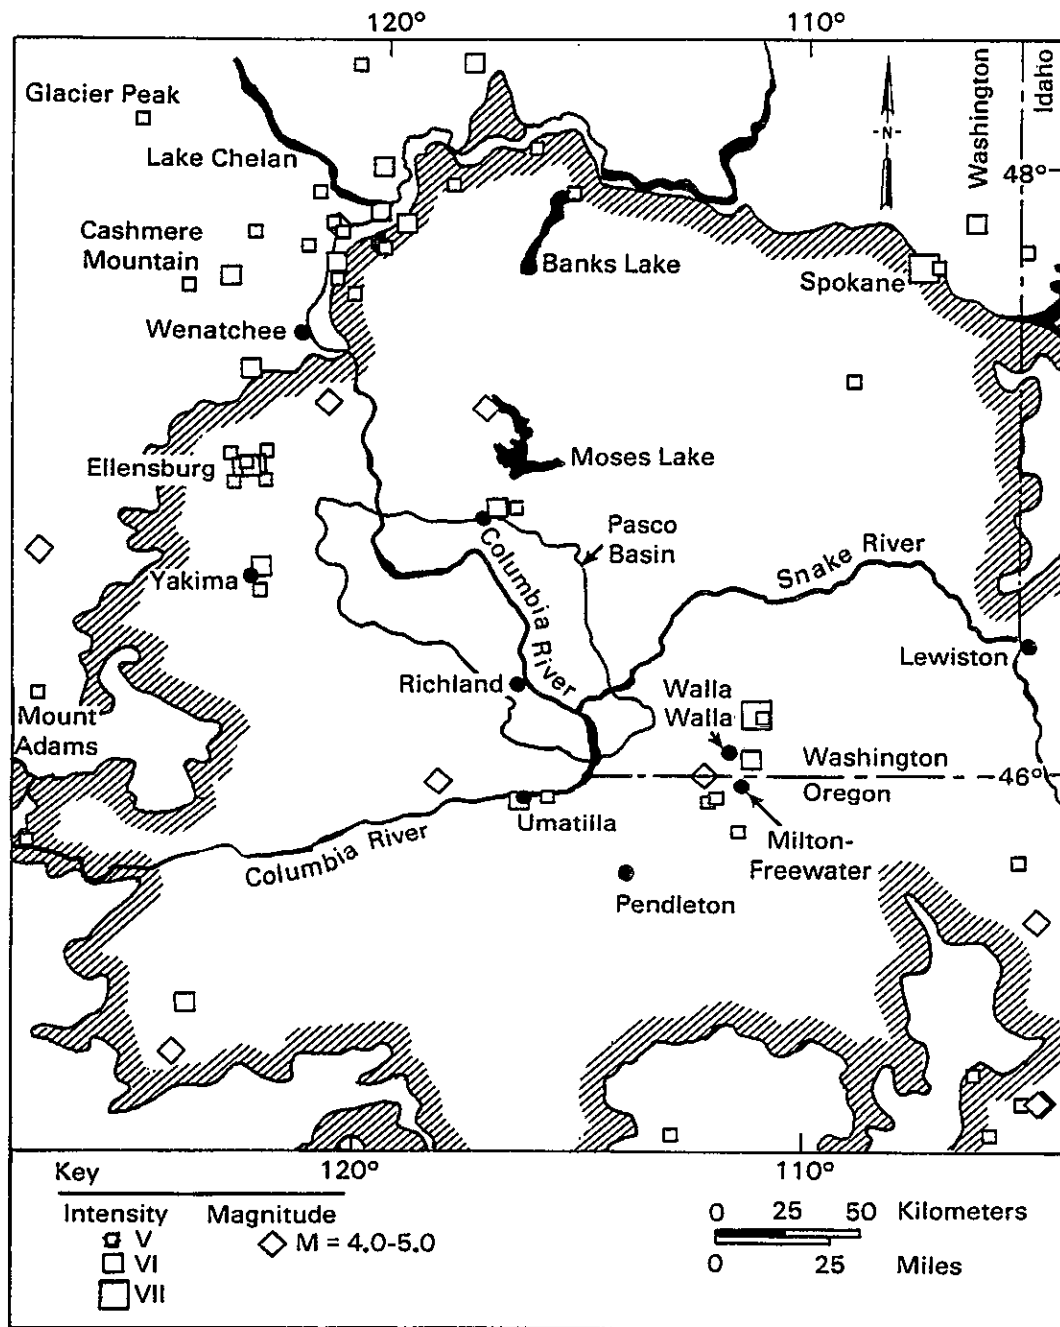 120°
110°
Glacier Peak
Lake Chelan
-N-
Washington
Idaho
48°
Cashmere
Mountain
Banks Lake
Spokane
Wenatchee
Ellensburg
Moses Lake
Pasco
Basin
Columbia River
Snake River
Yakima
Richland
Lewiston
Walla
Walla
Mount
Adams
Washington
46°
Oregon
Umatilla
Milton-
Freewater
Columbia River
Pendleton
120°
110°
Key
Intensity
Magnitude
V
M = 4.0-5.0
VI
VII
0 25 50 Kilometers
0 25 Miles